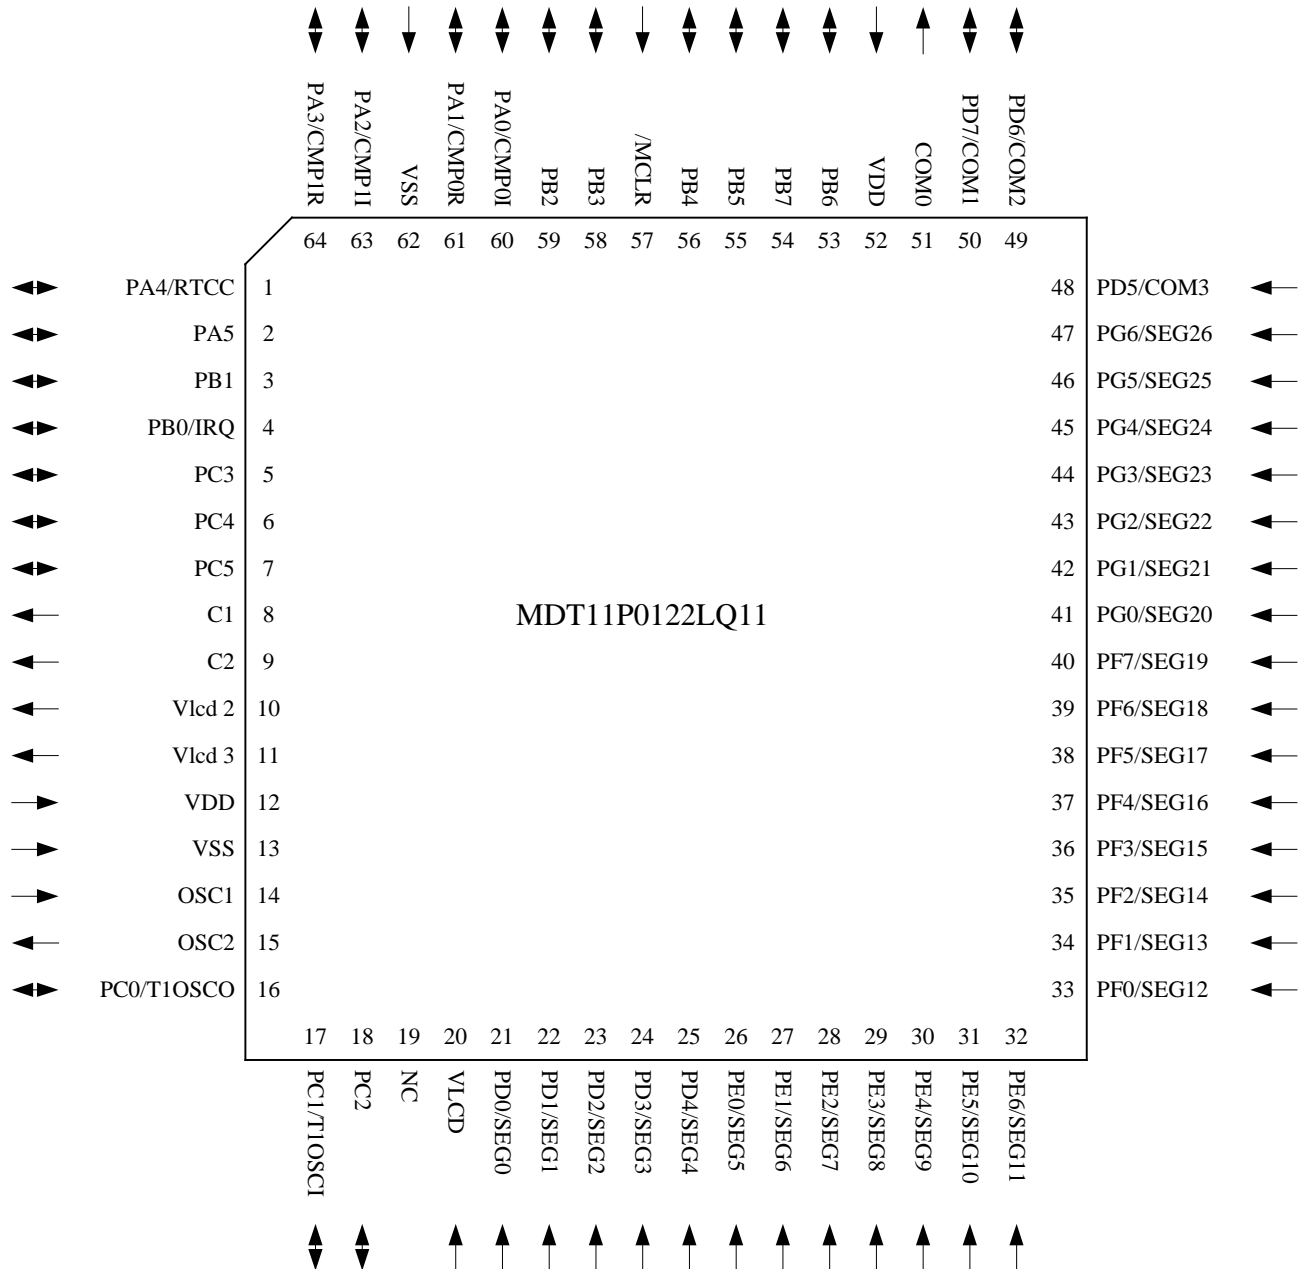 PA3/CMP1R
PA2/CMP1I
VSS
PA1/CMP0R
PA0/CMP0I
PB2
PB3
/MCLR
PB4
PB5
PB7
PB6
VDD
COM0
PD7/COM1
PD6/COM2
64 63 62 61 60 59 58 57 56 55 54 53 52 51 50 49
PA4/RTCC 1
48 PD5/COM3
PA5 2
47 PG6/SEG26
PB1 3
46 PG5/SEG25
PB0/IRQ 4
45 PG4/SEG24
PC3 5
44 PG3/SEG23
PC4 6
43 PG2/SEG22
PC5 7
42 PG1/SEG21
C1 8
MDT11P0122LQ11
41 PG0/SEG20
C2 9
40 PF7/SEG19
Vlcd 2 10
39 PF6/SEG18
Vlcd 3 11
38 PF5/SEG17
VDD 12
37 PF4/SEG16
VSS 13
36 PF3/SEG15
OSC1 14
35 PF2/SEG14
OSC2 15
34 PF1/SEG13
PC0/T1OSCO 16
33 PF0/SEG12
17 18 19 20 21 22 23 24 25 26 27 28 29 30 31 32
PC1/T1OSCI
PC2
NC
VLCD
PD0/SEG0
PD1/SEG1
PD2/SEG2
PD3/SEG3
PD4/SEG4
PE0/SEG5
PE1/SEG6
PE2/SEG7
PE3/SEG8
PE4/SEG9
PE5/SEG10
PE6/SEG11